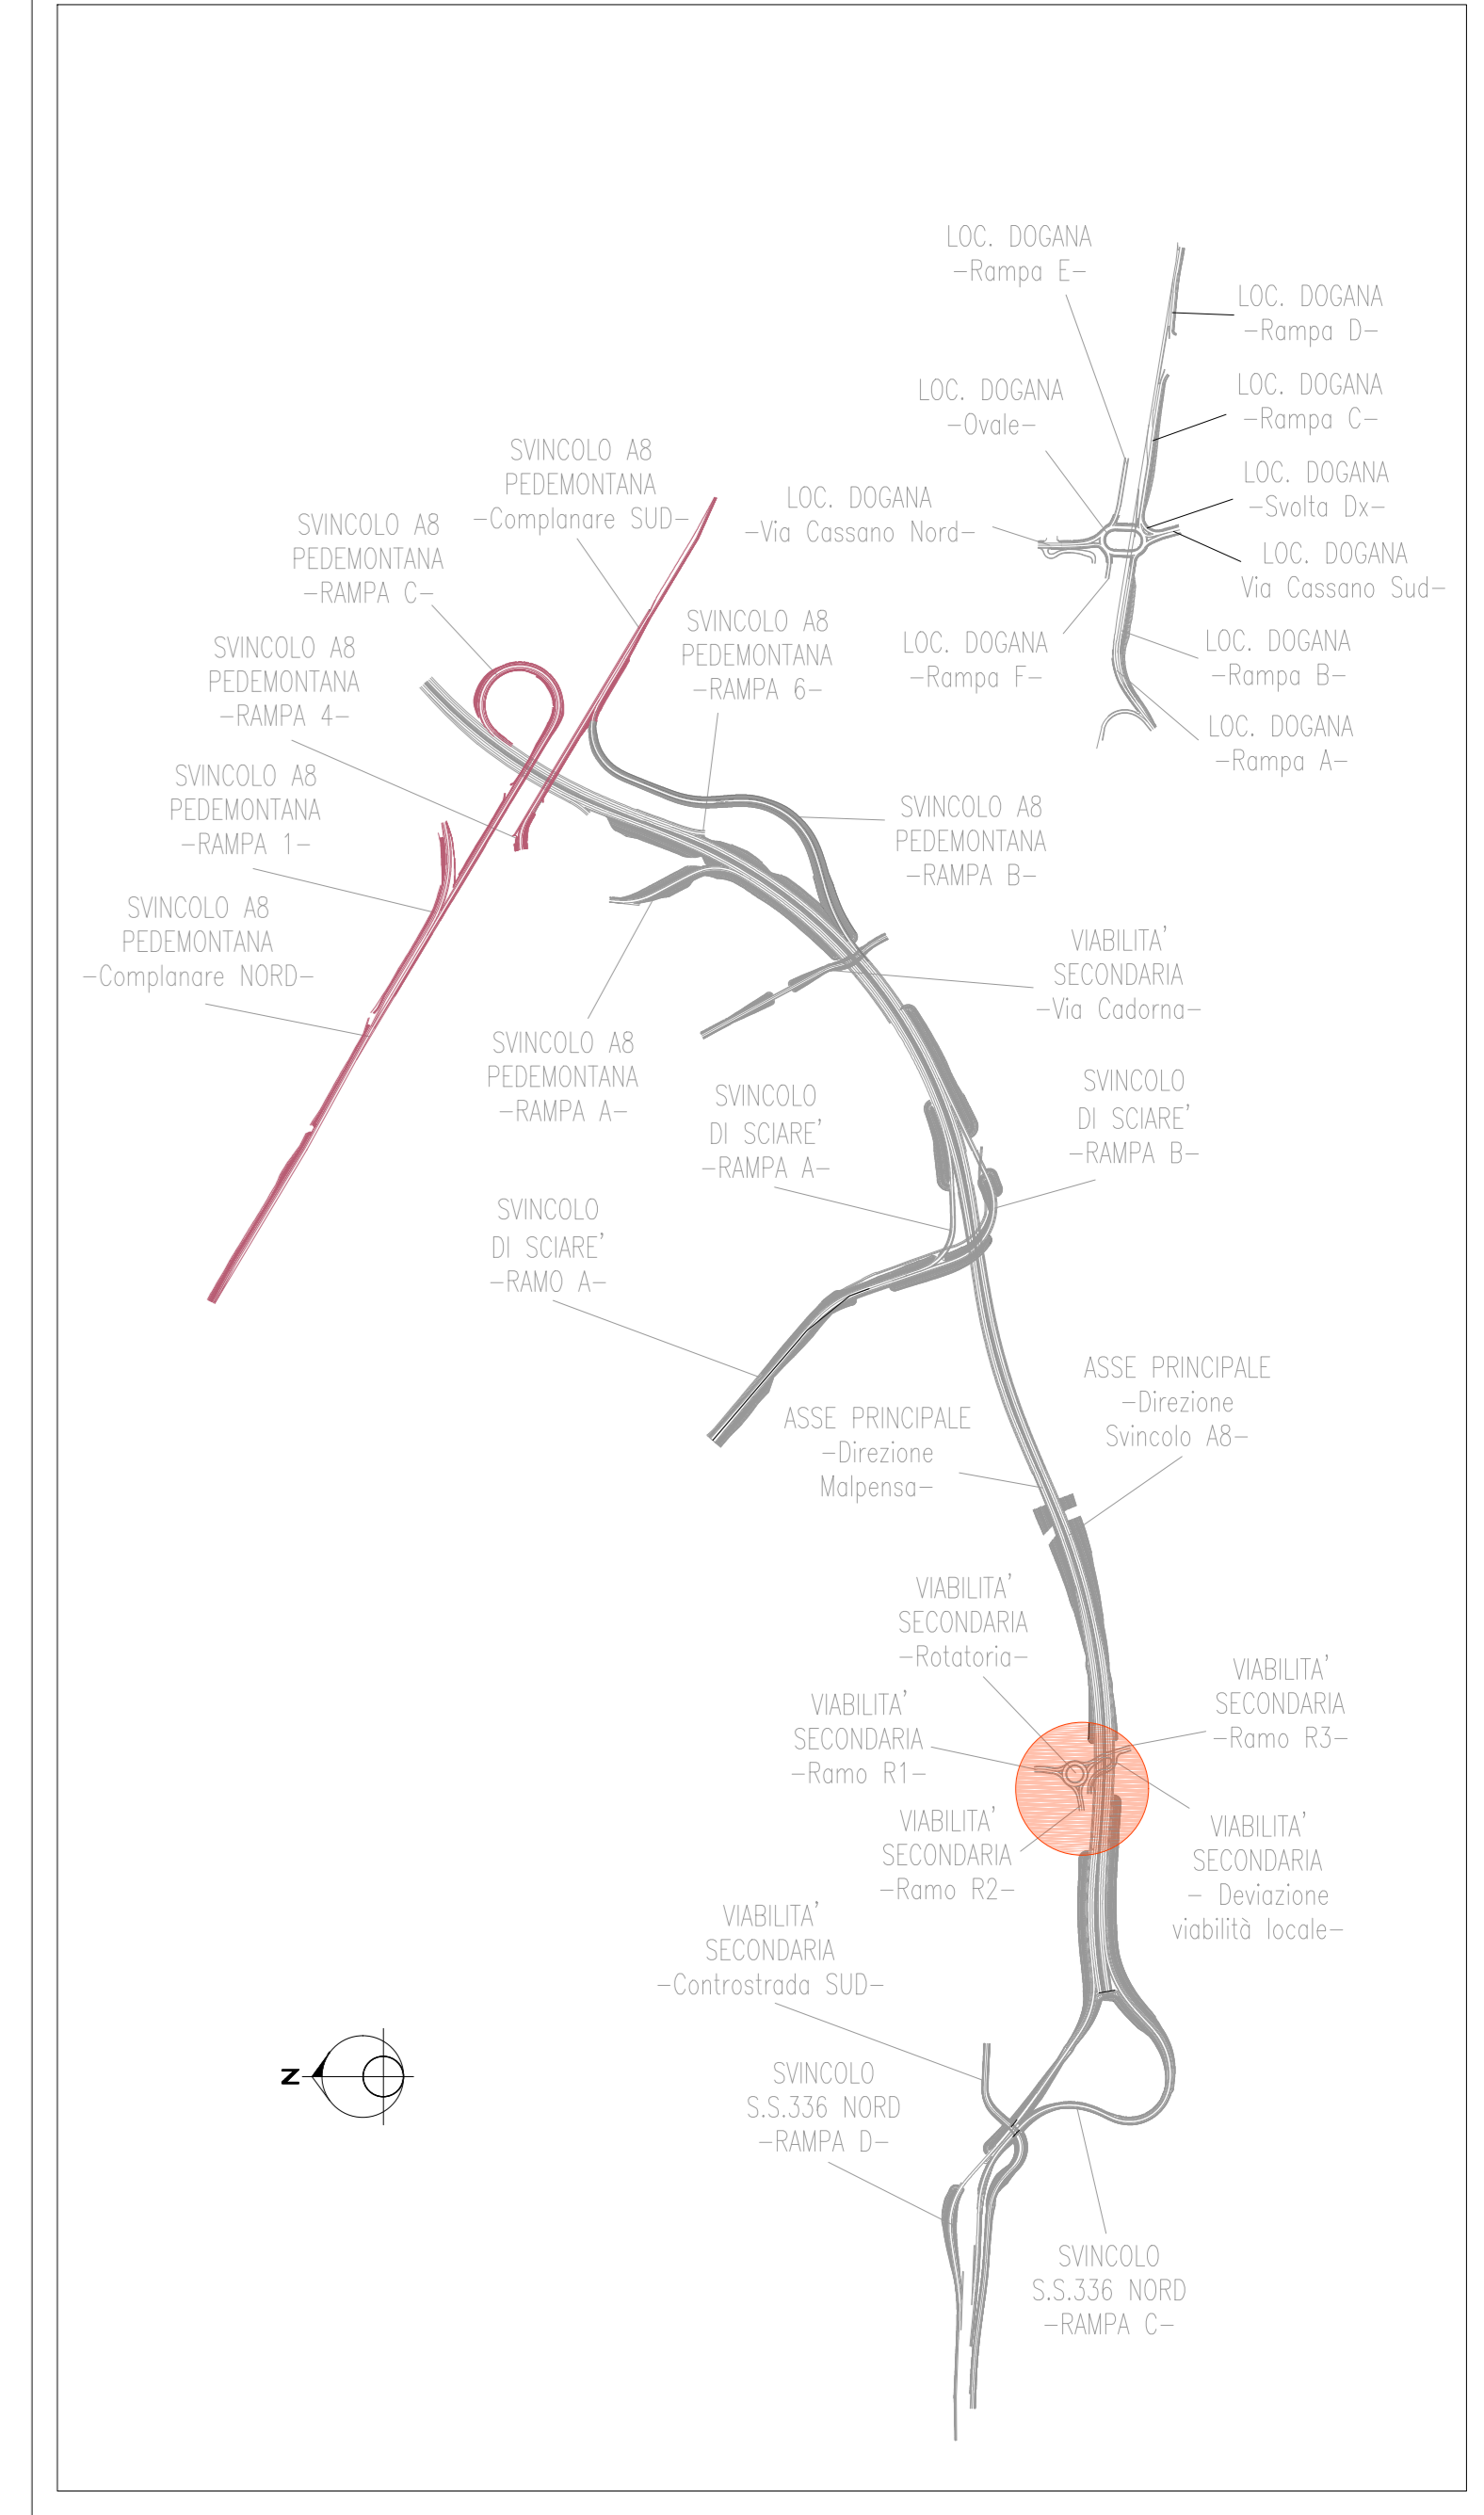 LOC. DOGANA
-Rampa E-
LOC. DOGANA
-Rampa D-
LOC. DOGANA
-Ovale-
LOC. DOGANA
-Rampa C-
SVINCOLO A8
PEDEMONTANA
-Complanare SUD-
LOC. DOGANA
-Svolta Dx-
LOC. DOGANA
-Via Cassano Nord-
SVINCOLO A8
PEDEMONTANA
-RAMPA C-
LOC. DOGANA
Via Cassano Sud-
SVINCOLO A8
PEDEMONTANA
-RAMPA 6-
LOC. DOGANA
-Rampa F-
LOC. DOGANA
-Rampa B-
SVINCOLO A8
PEDEMONTANA
-RAMPA 4-
LOC. DOGANA
-Rampa A-
SVINCOLO A8
PEDEMONTANA
-RAMPA 1-
SVINCOLO A8
PEDEMONTANA
-RAMPA B-
SVINCOLO A8
PEDEMONTANA
-Complanare NORD-
VIABILITA'
SECONDARIA
-Via Cadorna-
SVINCOLO A8
PEDEMONTANA
-RAMPA A-
SVINCOLO
DI SCIARE'
-RAMPA A-
SVINCOLO
DI SCIARE'
-RAMPA B-
SVINCOLO
DI SCIARE'
-RAMO A-
ASSE PRINCIPALE
-Direzione
Svincolo A8-
ASSE PRINCIPALE
-Direzione
Malpensa-
VIABILITA'
SECONDARIA
-Rotatoria-
VIABILITA'
SECONDARIA
-Ramo R3-
VIABILITA'
SECONDARIA
-Ramo R1-
VIABILITA'
SECONDARIA
-Ramo R2-
VIABILITA'
SECONDARIA
- Deviazione
viabilità locale-
VIABILITA'
SECONDARIA
-Controstrada SUD-
N
SVINCOLO
S.S.336 NORD
-RAMPA D-
SVINCOLO
S.S.336 NORD
-RAMPA C-